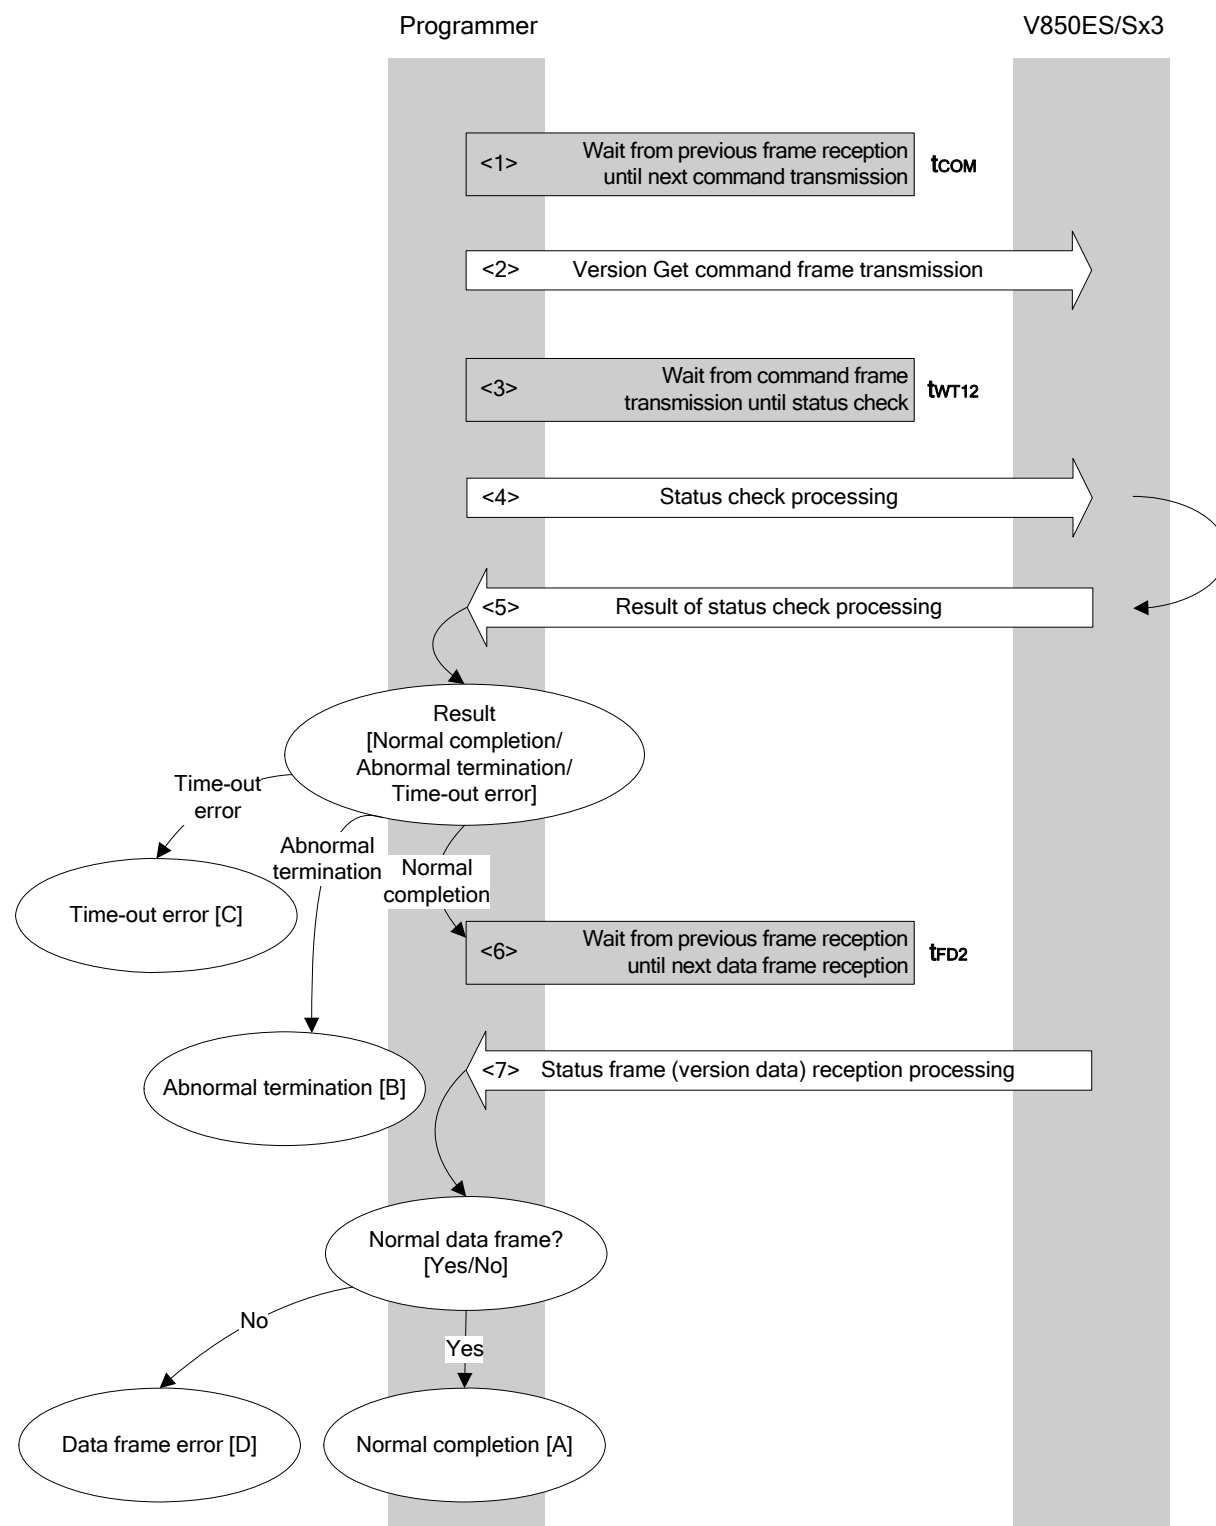 Programmer
V850ES/Sx3
<1> Wait from previous frame reception
until next command transmission
tCOM
<2> Version Get command frame transmission
<3> Wait from command frame
transmission until status check
tWT12
<4> Status check processing
<5> Result of status check processing
Result
[Normal completion/
Abnormal termination/
Time-out error]
Time-out
error
Abnormal
termination
Normal
completion
Time-out error [C]
<6> Wait from previous frame reception
until next data frame reception
tFD2
Abnormal termination [B]
<7> Status frame (version data) reception processing
Normal data frame?
[Yes/No]
No
Yes
Data frame error [D]
Normal completion [A]